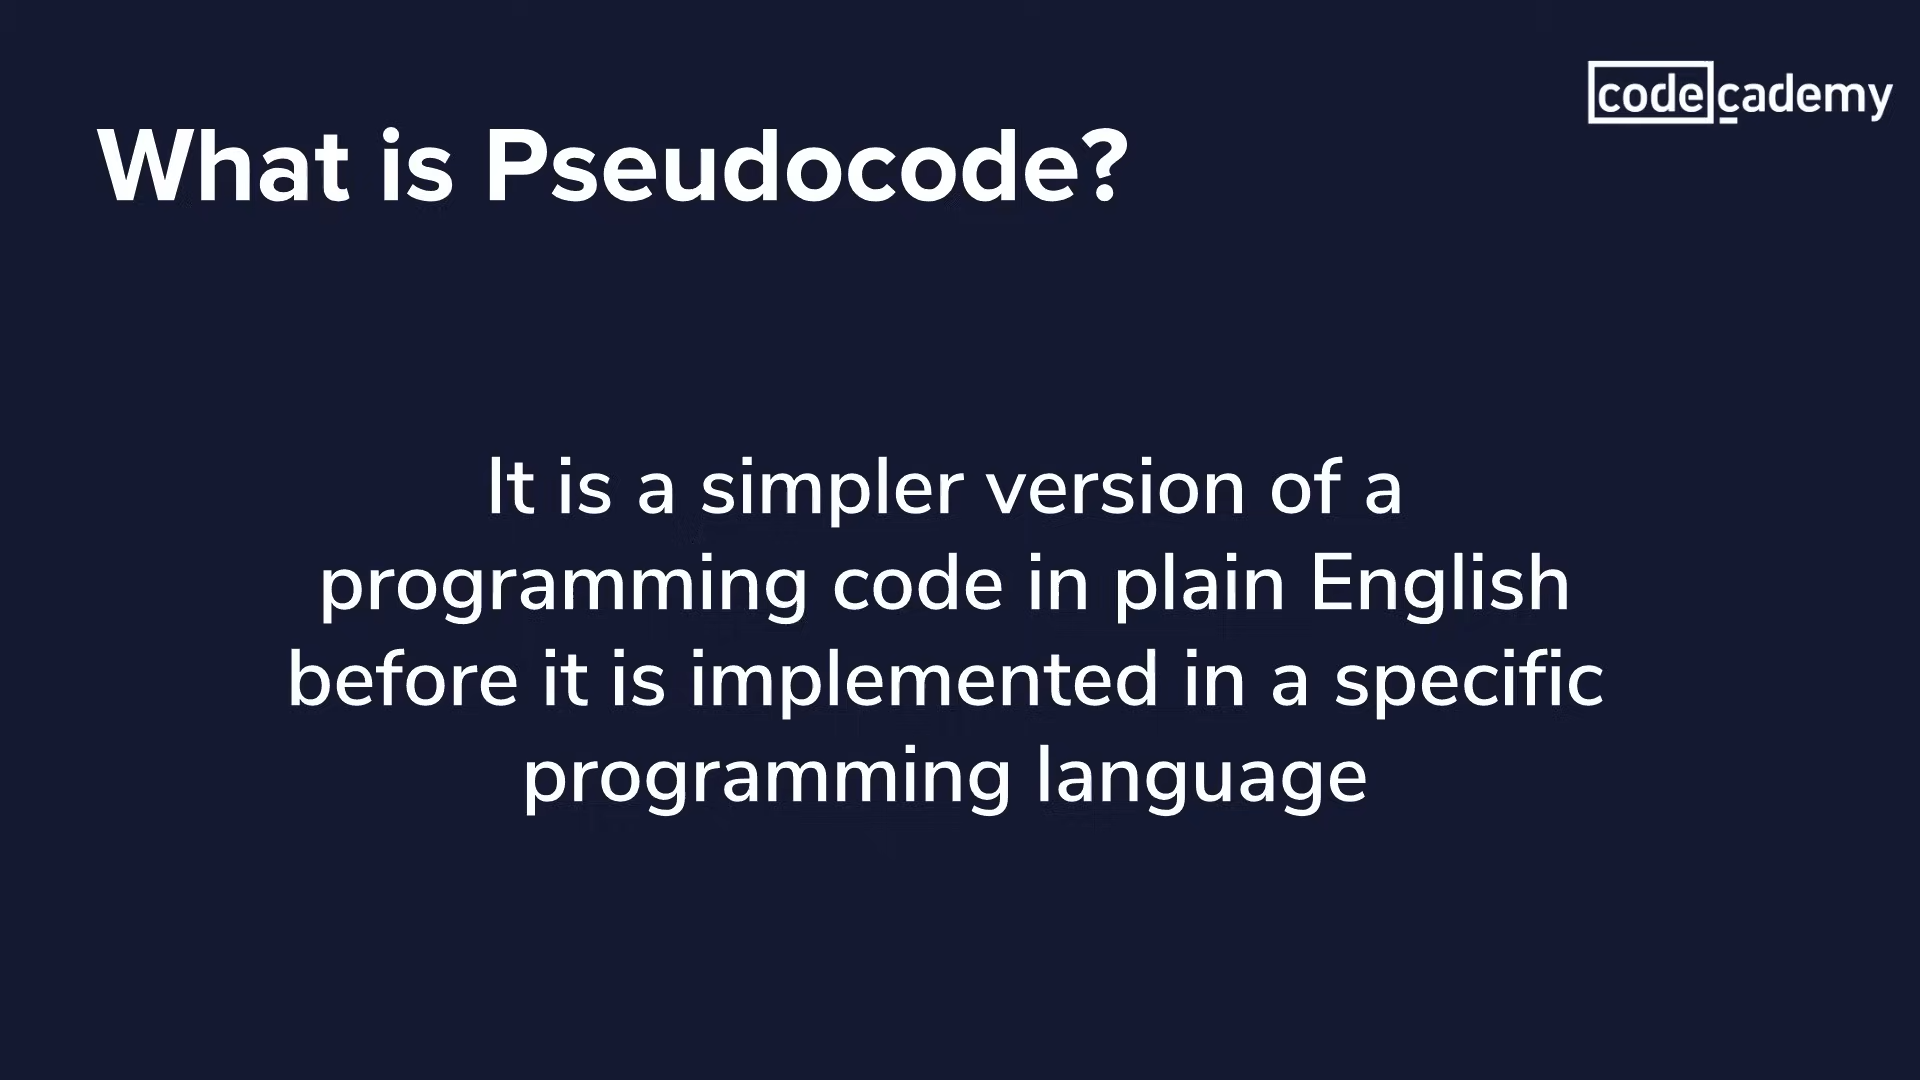 codecademy
What is Pseudocode?
It is a simpler version of a
programming code in plain English
before it is implemented in a specific
programming language